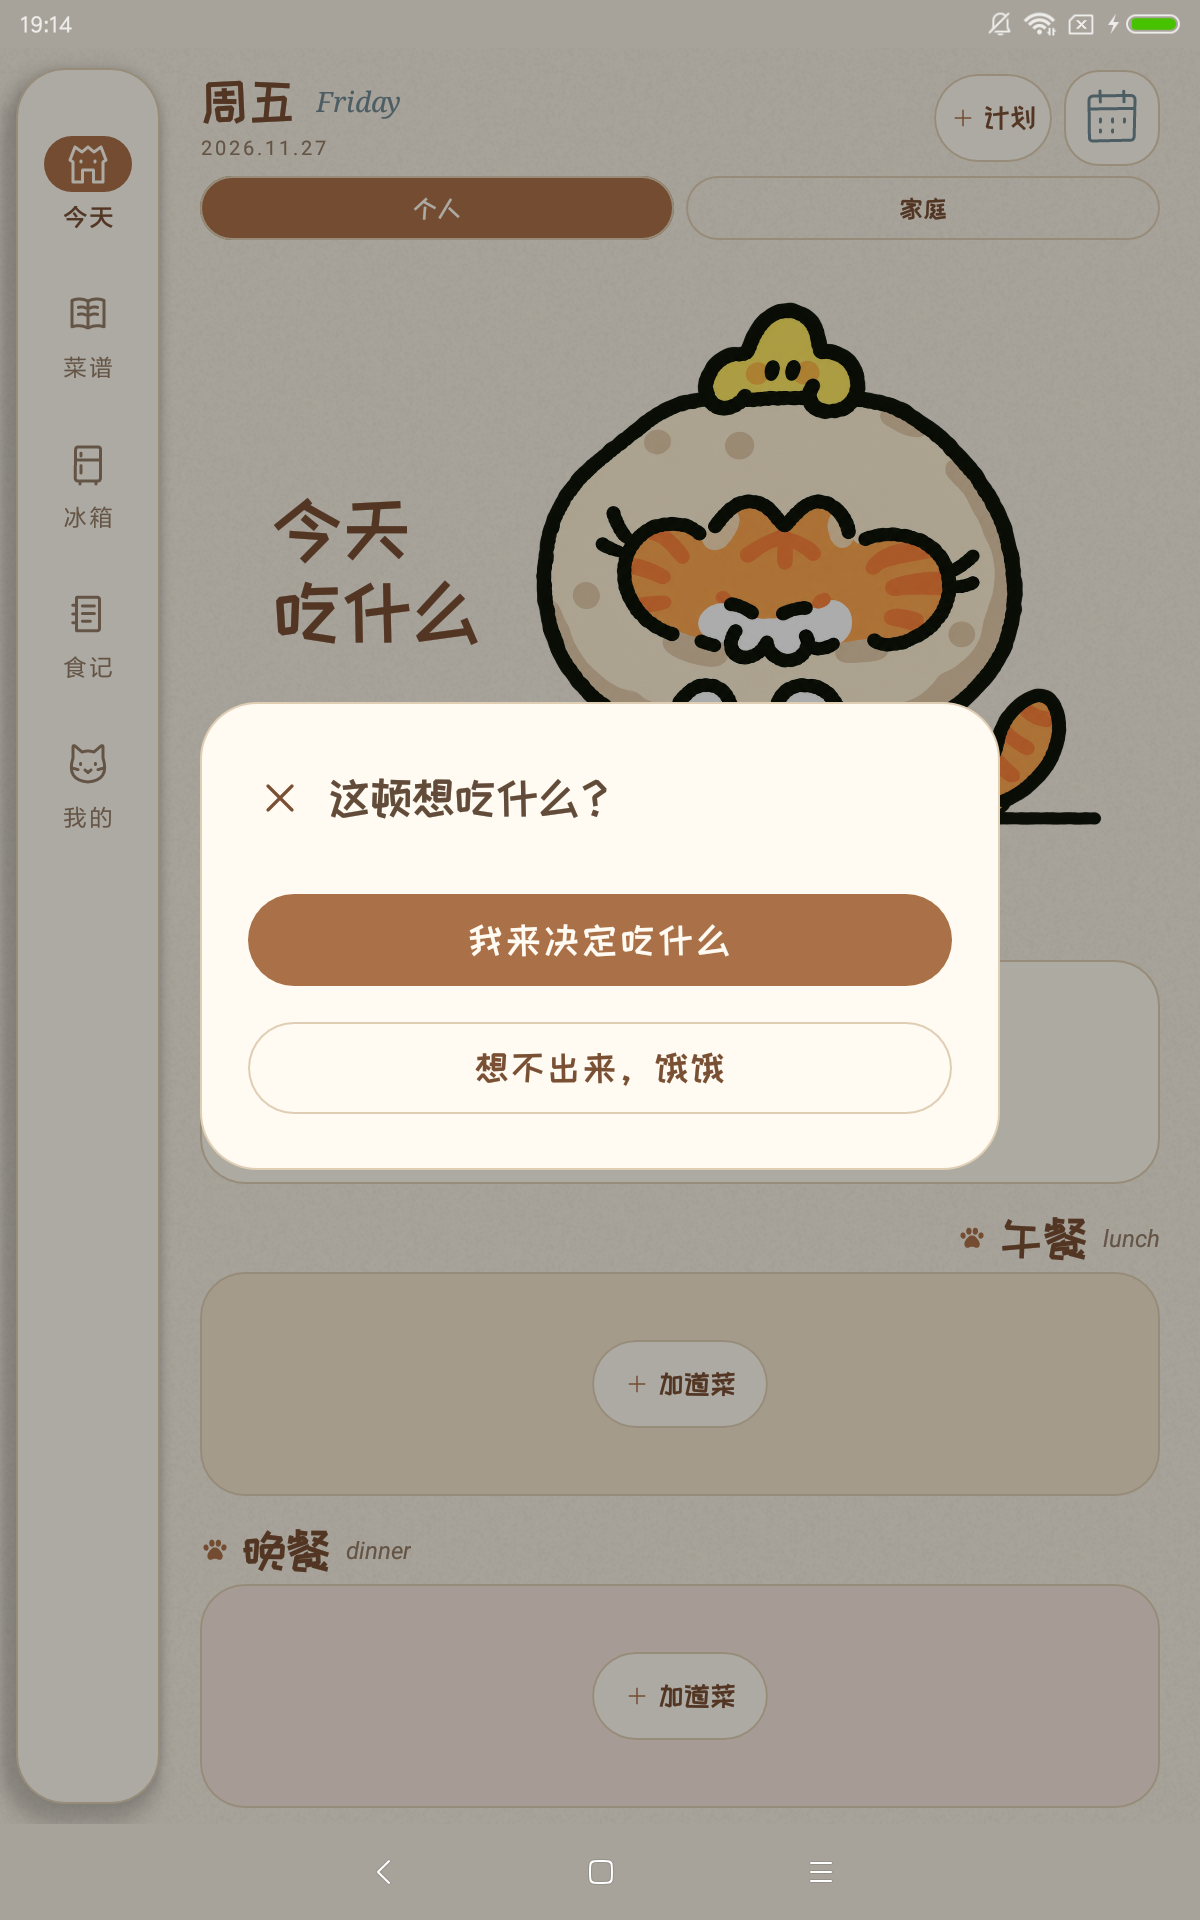 19:14
周五 Friday
2026.11.27
+ 计划
个人
家庭
今天
菜谱
冰箱
食记
我的
今天
吃什么
这顿想吃什么？
我来决定吃什么
想不出来，饿饿
午餐 lunch
+ 加道菜
晚餐 dinner
+ 加道菜